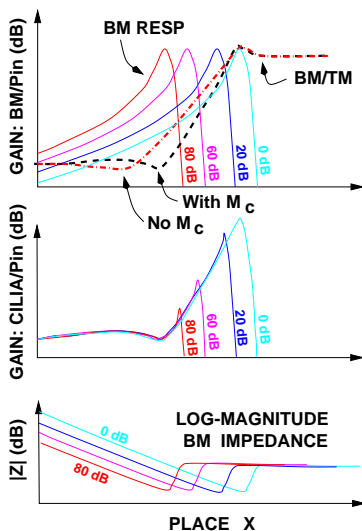 BM RESP
GAIN: BM/Pin (dB)
BM/TM
80 dB
60 dB
20 dB
0 dB
With Mc
No Mc
GAIN: CILIA/Pin (dB)
80 dB
60 dB
20 dB
0 dB
|Z| (dB)
0 dB
LOG-MAGNITUDE
BM IMPEDANCE
80 dB
PLACE X